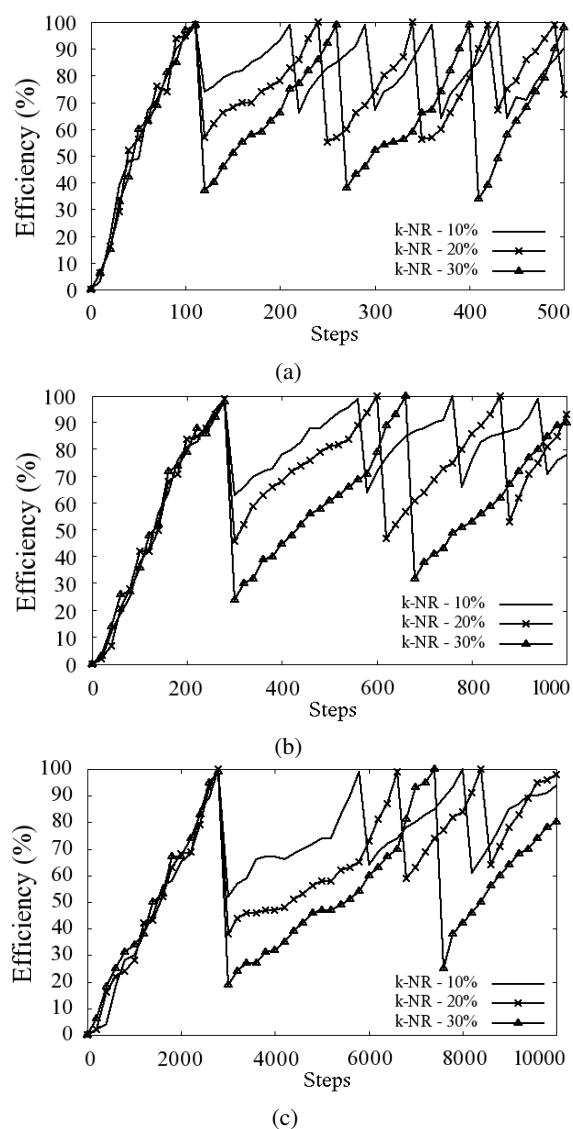 Efficiency (%)
100
90
80
70
60
50
40
30
20
10
0
k-NR - 10%
k-NR - 20%
k-NR - 30%
0 100 200 300 400 500
Steps
(a)
Efficiency (%)
100
90
80
70
60
50
40
30
20
10
0
k-NR - 10%
k-NR - 20%
k-NR - 30%
0 200 400 600 800 1000
Steps
(b)
Efficiency (%)
100
90
80
70
60
50
40
30
20
10
0
k-NR - 10%
k-NR - 20%
k-NR - 30%
0 2000 4000 6000 8000 10000
Steps
(c)